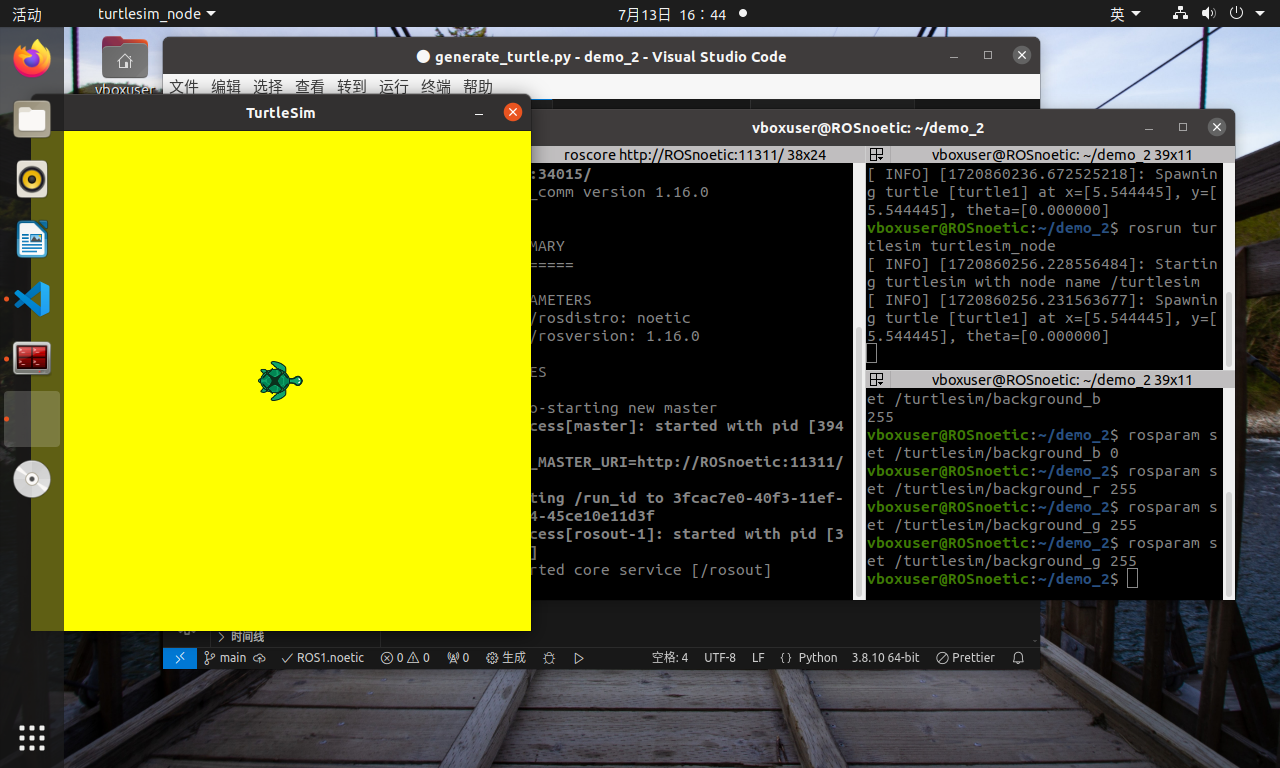 活动
turtlesim_node
7月13日 16：44
英
vboxuser
generate_turtle.py - demo_2 - Visual Studio Code
文件 编辑 选择 查看 转到 运行 终端 帮助
TurtleSim
vboxuser@ROSnoetic: ~/demo_2
roscore http://ROSnoetic:11311/ 38x24
:34015/
_comm version 1.16.0
MARY
=====
AMETERS
/rosdistro: noetic
/rosversion: 1.16.0
ES
o-starting new master
cess[master]: started with pid [394
_MASTER_URI=http://ROSnoetic:11311/
ting /run_id to 3fcac7e0-40f3-11ef-
4-45ce10e11d3f
cess[rosout-1]: started with pid [3
]
rted core service [/rosout]
vboxuser@ROSnoetic: ~/demo_2 39x11
[ INFO] [1720860236.672525218]: Spawnin
g turtle [turtle1] at x=[5.544445], y=[
5.544445], theta=[0.000000]
vboxuser@ROSnoetic:~/demo_2$ rosrun tur
tlesim turtlesim_node
[ INFO] [1720860256.228556484]: Startin
g turtlesim with node name /turtlesim
[ INFO] [1720860256.231563677]: Spawnin
g turtle [turtle1] at x=[5.544445], y=[
5.544445], theta=[0.000000]
vboxuser@ROSnoetic: ~/demo_2 39x11
et /turtlesim/background_b
255
vboxuser@ROSnoetic:~/demo_2$ rosparam s
et /turtlesim/background_b 0
vboxuser@ROSnoetic:~/demo_2$ rosparam s
et /turtlesim/background_r 255
vboxuser@ROSnoetic:~/demo_2$ rosparam s
et /turtlesim/background_g 255
vboxuser@ROSnoetic:~/demo_2$ rosparam s
et /turtlesim/background_g 255
vboxuser@ROSnoetic:~/demo_2$
时间线
main ROS1.noetic 0 0 0 生成 空格: 4 UTF-8 LF Python 3.8.10 64-bit Prettier